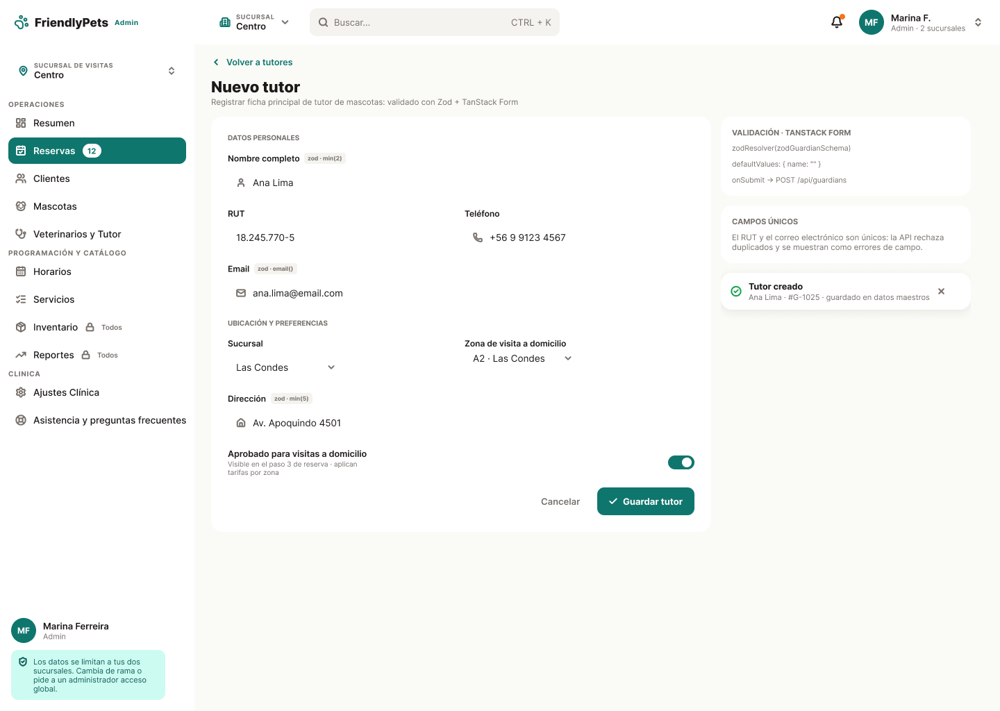 FriendlyPets Admin
SUCURSAL
Centro
Buscar...
CTRL + K
MF
Marina F.
Admin · 2 sucursales
SUCURSAL DE VISITAS
Centro
OPERACIONES
Resumen
Reservas 12
Clientes
Mascotas
Veterinarios y Tutor
PROGRAMACIÓN Y CATÁLOGO
Horarios
Servicios
Inventario Todos
Reportes Todos
CLINICA
Ajustes Clínica
Asistencia y preguntas frecuentes
MF
Marina Ferreira
Admin
Los datos se limitan a tus dos
sucursales. Cambia de rama o
pide a un administrador acceso
global.
Volver a tutores
Nuevo tutor
Registrar ficha principal de tutor de mascotas: validado con Zod + TanStack Form
DATOS PERSONALES
Nombre completo zod · min(2)
Ana Lima
RUT
18.245.770-5
Teléfono
+56 9 9123 4567
Email zod · email()
ana.lima@email.com
UBICACIÓN Y PREFERENCIAS
Sucursal
Las Condes
Zona de visita a domicilio
A2 · Las Condes
Dirección zod · min(5)
Av. Apoquindo 4501
Aprobado para visitas a domicilio
Visible en el paso 3 de reserva · aplican
tarifas por zona
Cancelar
Guardar tutor
VALIDACIÓN · TANSTACK FORM
zodResolver(zodGuardianSchema)
defaultValues: { name: "" }
onSubmit → POST /api/guardians
CAMPOS ÚNICOS
El RUT y el correo electrónico son únicos: la API rechaza
duplicados y se muestran como errores de campo.
Tutor creado
Ana Lima · #G-1025 · guardado en datos maestros